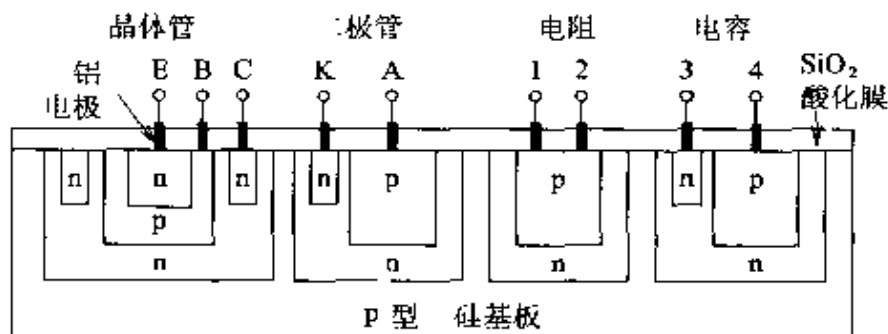 晶体管 二极管 电阻 电容
铝 E B C K A 1 2 3 4 SiO₂
电极 酸化膜
n n n n p p n p
p
n n n n
P 型 硅基板